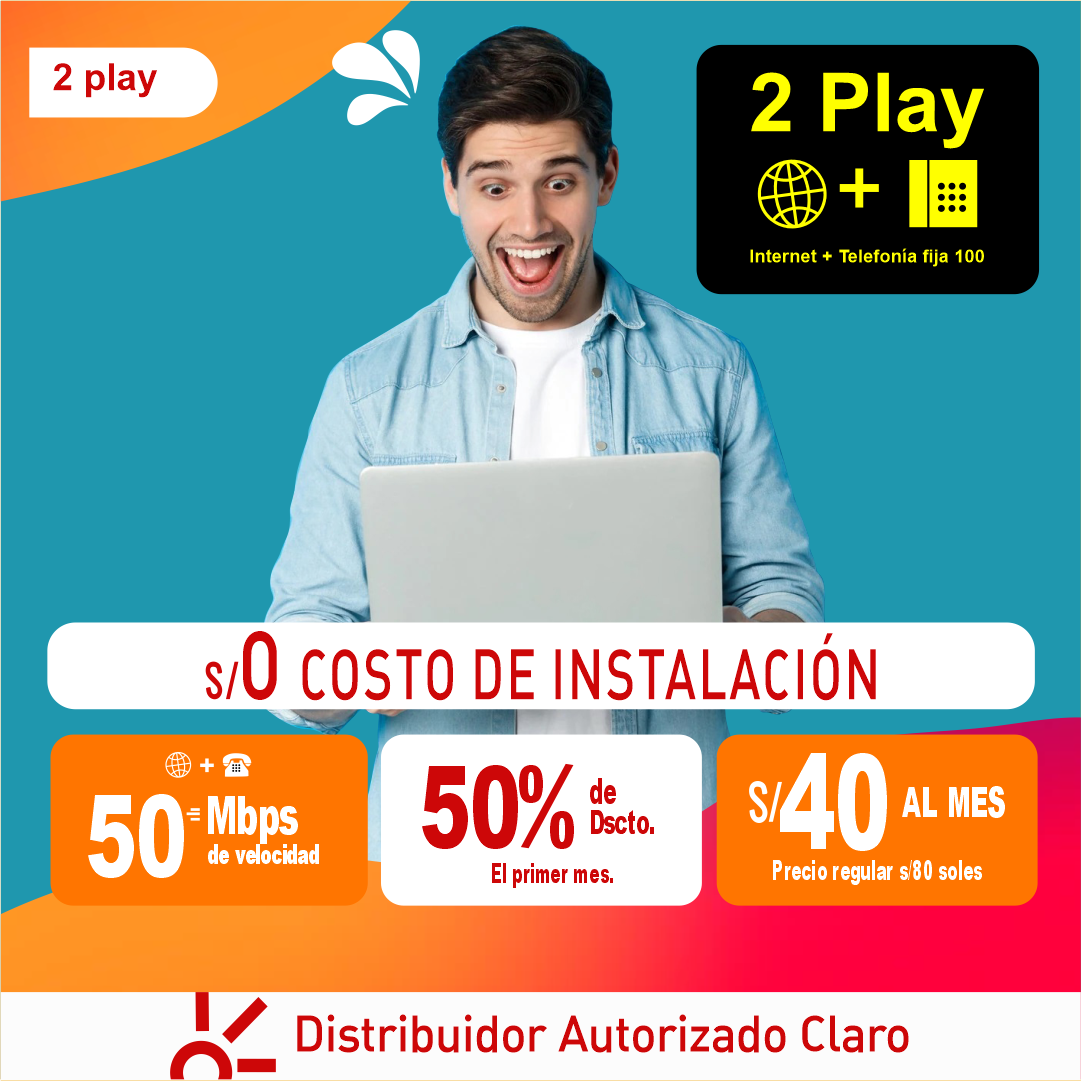 2 play
2 Play
+
Internet + Telefonía fija 100
s/0 COSTO DE INSTALACIÓN
+
50 Mbps
de velocidad
50% de
Dscto.
El primer mes.
S/40 AL MES
Precio regular s/80 soles
Distribuidor Autorizado Claro